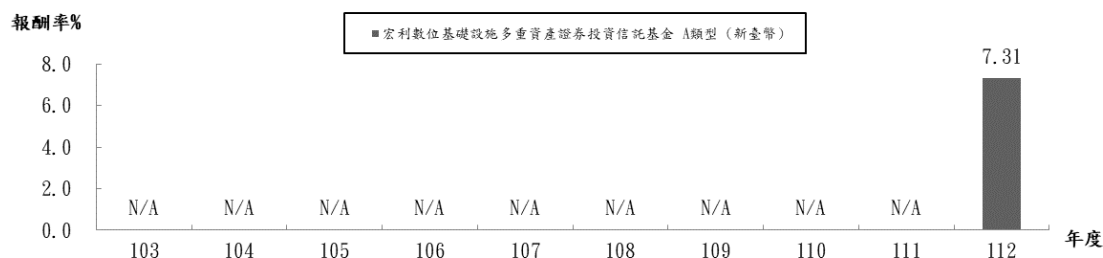 報酬率%
■宏利數位基礎設施多重資產證券投資信託基金 A類型 (新臺幣)
8.0
7.31
6.0
4.0
2.0
N/A N/A N/A N/A N/A N/A N/A N/A N/A
0.0
103 104 105 106 107 108 109 110 111 112
年度